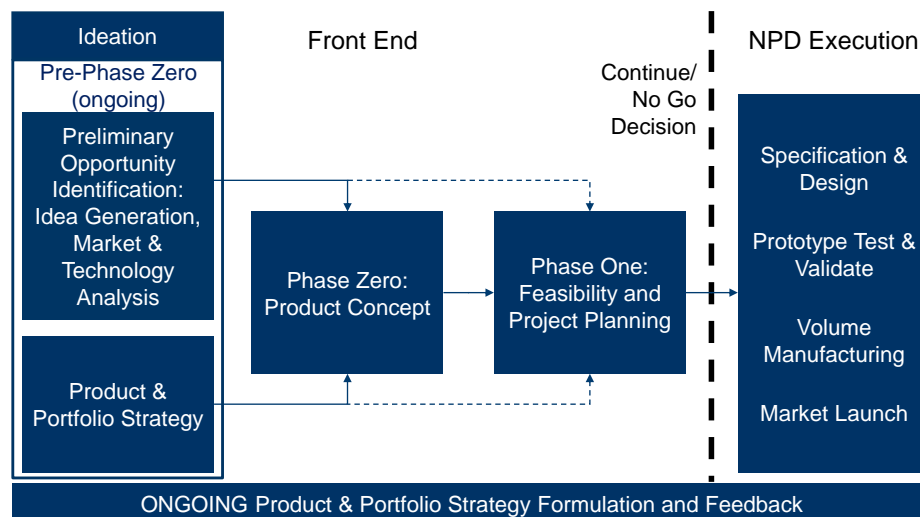 Ideation
Front End
NPD Execution
Pre-Phase Zero
(ongoing)
Preliminary
Opportunity
Identification:
Idea Generation,
Market &
Technology
Analysis
Product &
Portfolio Strategy
Phase Zero:
Product Concept
Phase One:
Feasibility and
Project Planning
Continue/
No Go
Decision
Specification &
Design
Prototype Test &
Validate
Volume
Manufacturing
Market Launch
ONGOING Product & Portfolio Strategy Formulation and Feedback